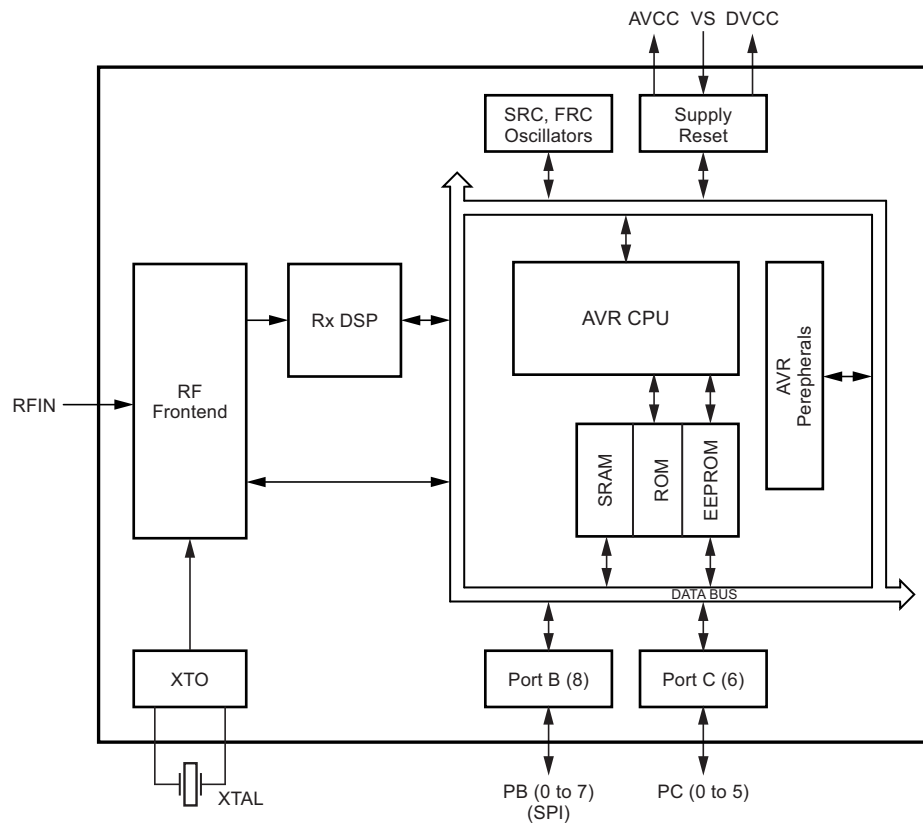 AVCC VS DVCC
SRC, FRC
Oscillators
Supply
Reset
Rx DSP
AVR CPU
AVR
Perepherals
RF
Frontend
RFIN
SRAM
ROM
EEPROM
DATA BUS
XTO
Port B (8)
Port C (6)
XTAL
PB (0 to 7)
(SPI)
PC (0 to 5)